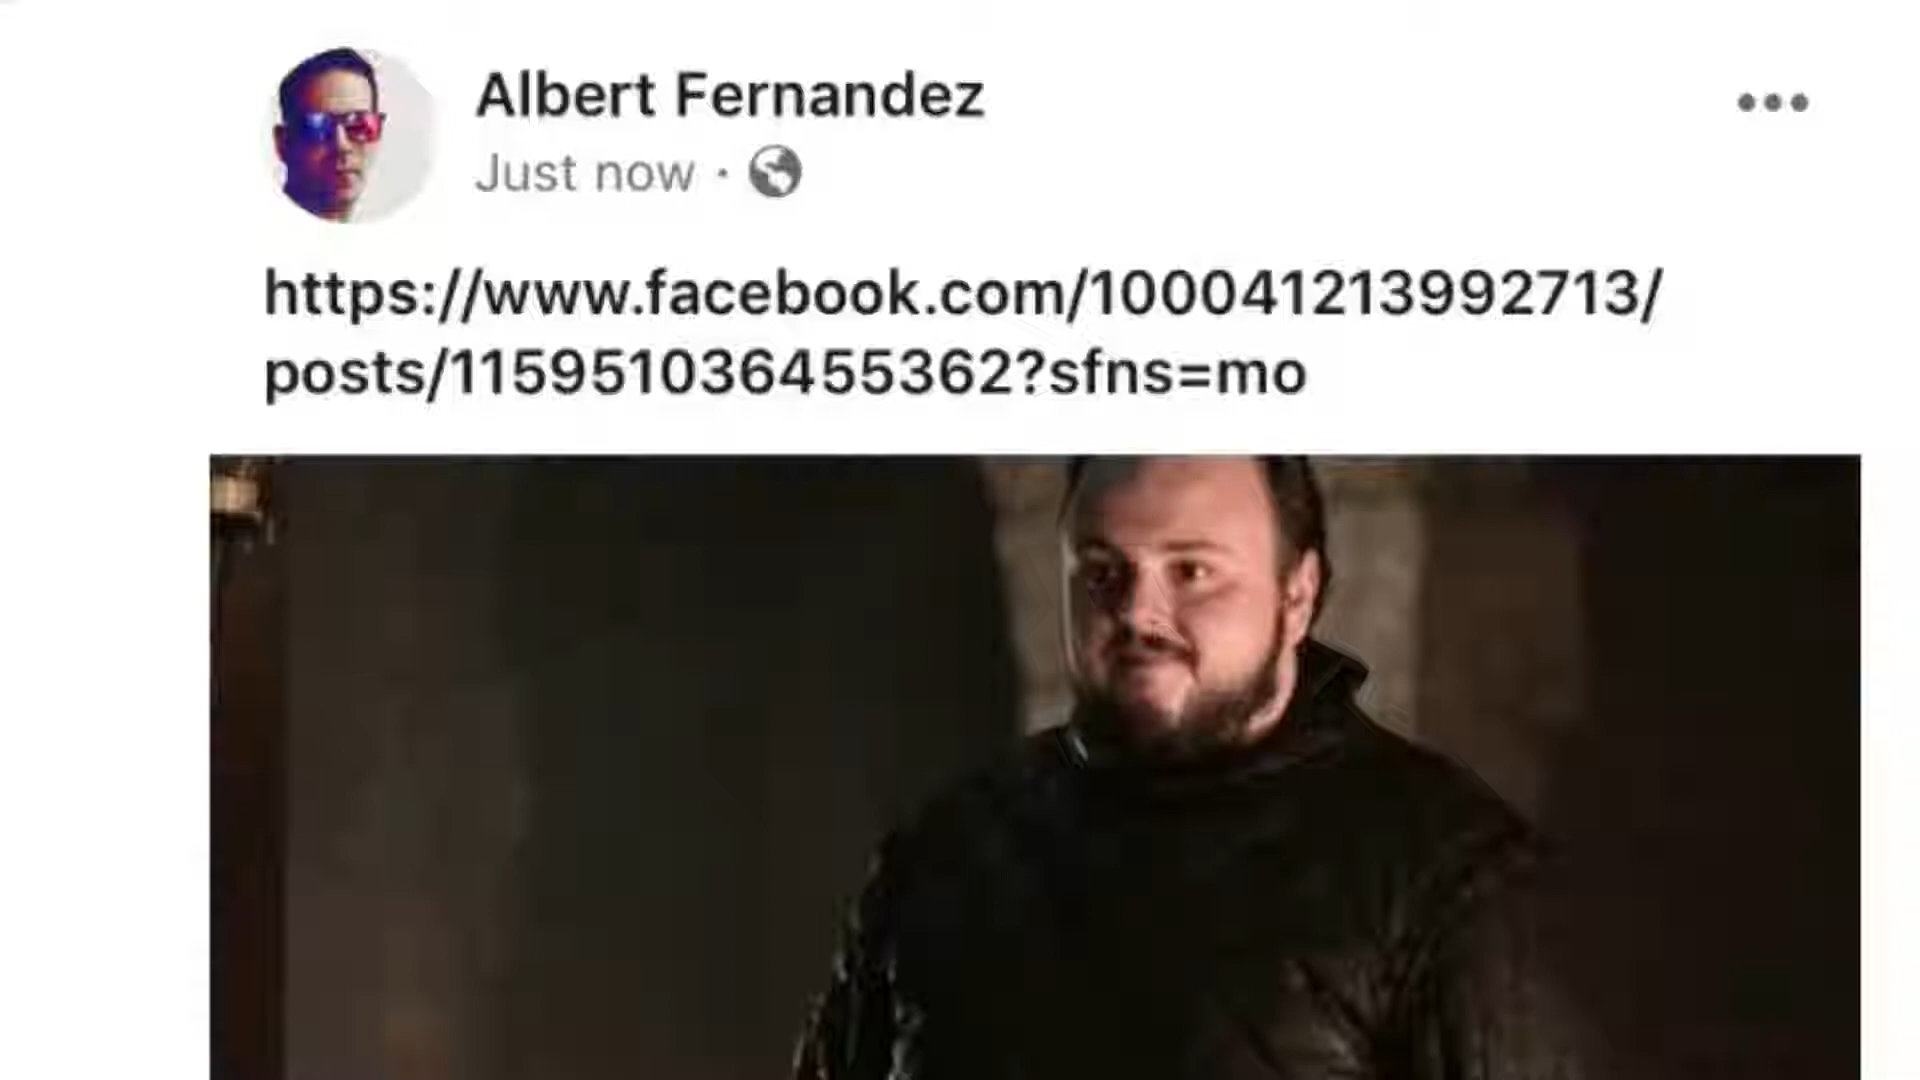 Albert Fernandez
Just now ·
https://www.facebook.com/100041213992713/
posts/115951036455362?sfns=mo